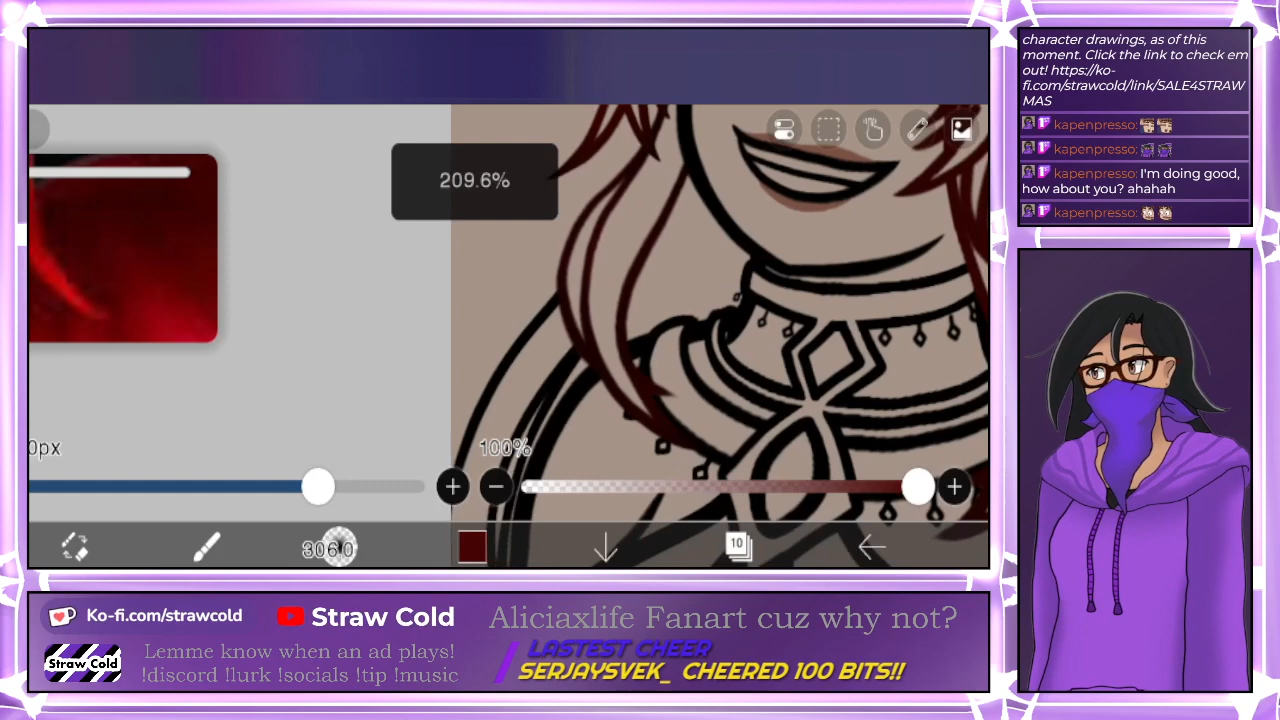 209.6%
0px
100%
306.0
10
character drawings, as of this
moment. Click the link to check em
out! https://ko-
fi.com/strawcold/link/SALE4STRAW
MAS
kapenpresso:
kapenpresso:
kapenpresso: I'm doing good,
how about you? ahahah
kapenpresso:
Ko-fi.com/strawcold
Straw Cold
Aliciaxlife Fanart cuz why not?
Straw Cold
Lemme know when an ad plays!
!discord !lurk !socials !tip !music
LASTEST CHEER
SERJAYSVEK_ CHEERED 100 BITS!!